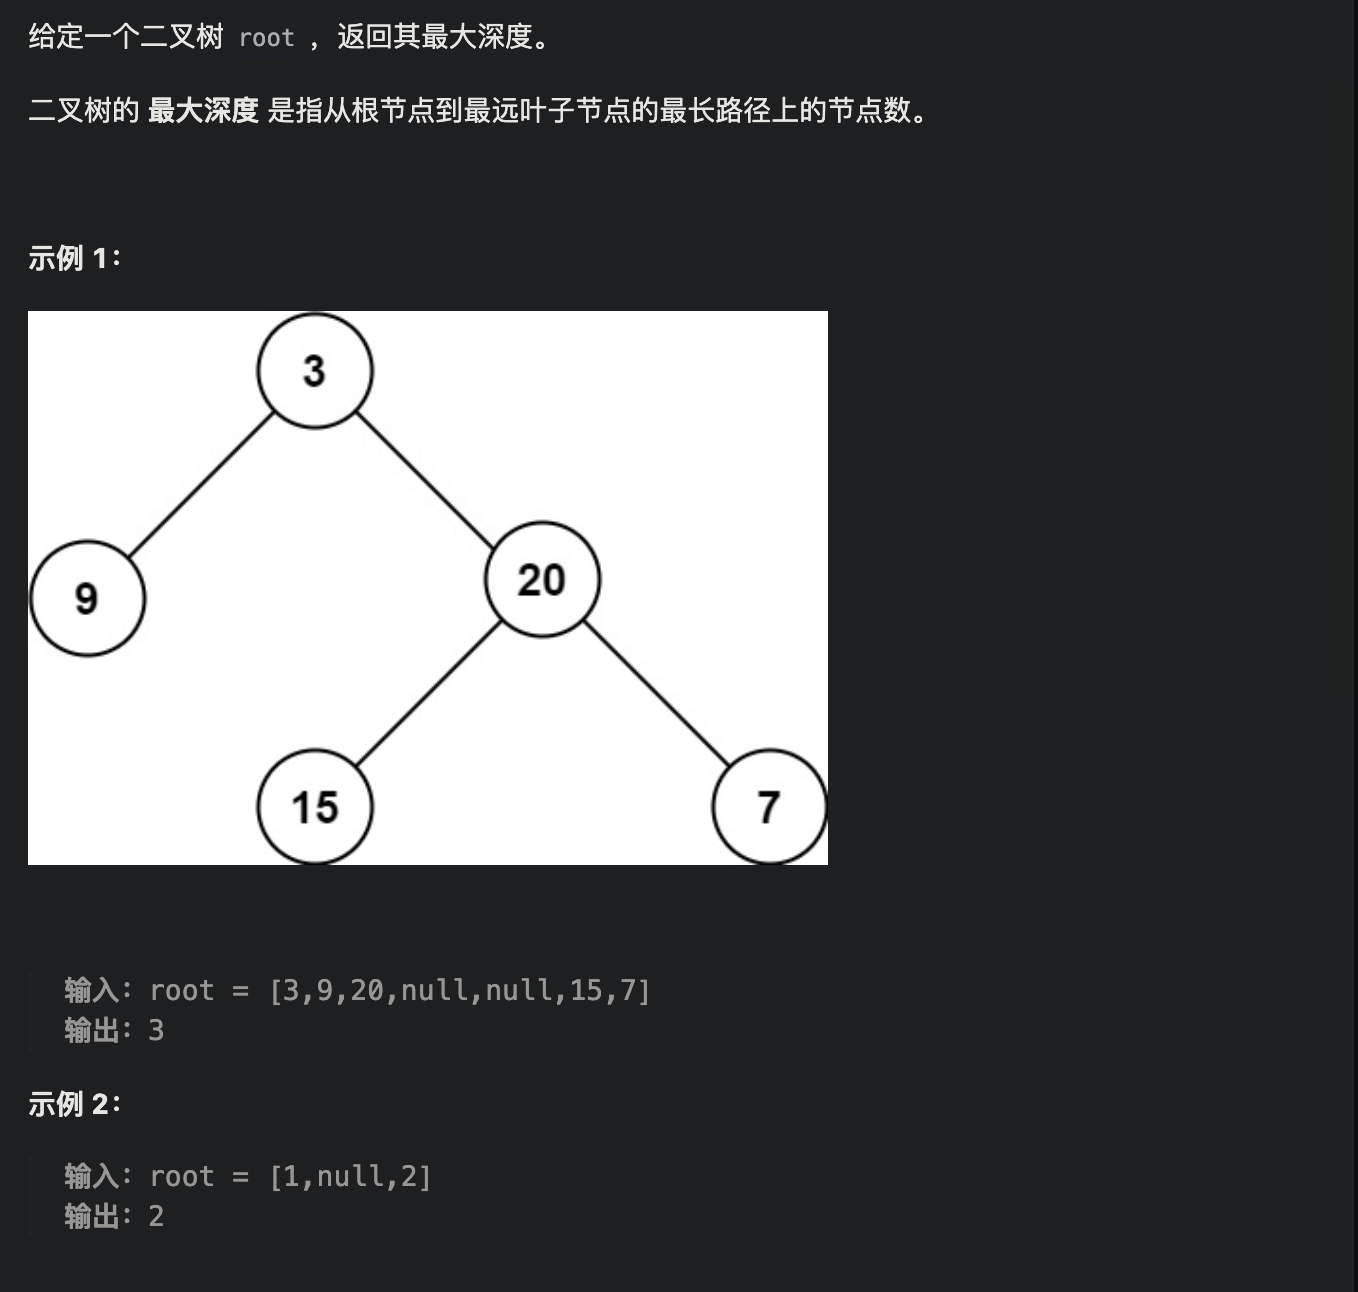 给定一个二叉树 root ，返回其最大深度。
二叉树的 最大深度 是指从根节点到最远叶子节点的最长路径上的节点数。
示例 1：
3
9
20
15
7
输入：root = [3,9,20,null,null,15,7]
输出：3
示例 2：
输入：root = [1,null,2]
输出：2